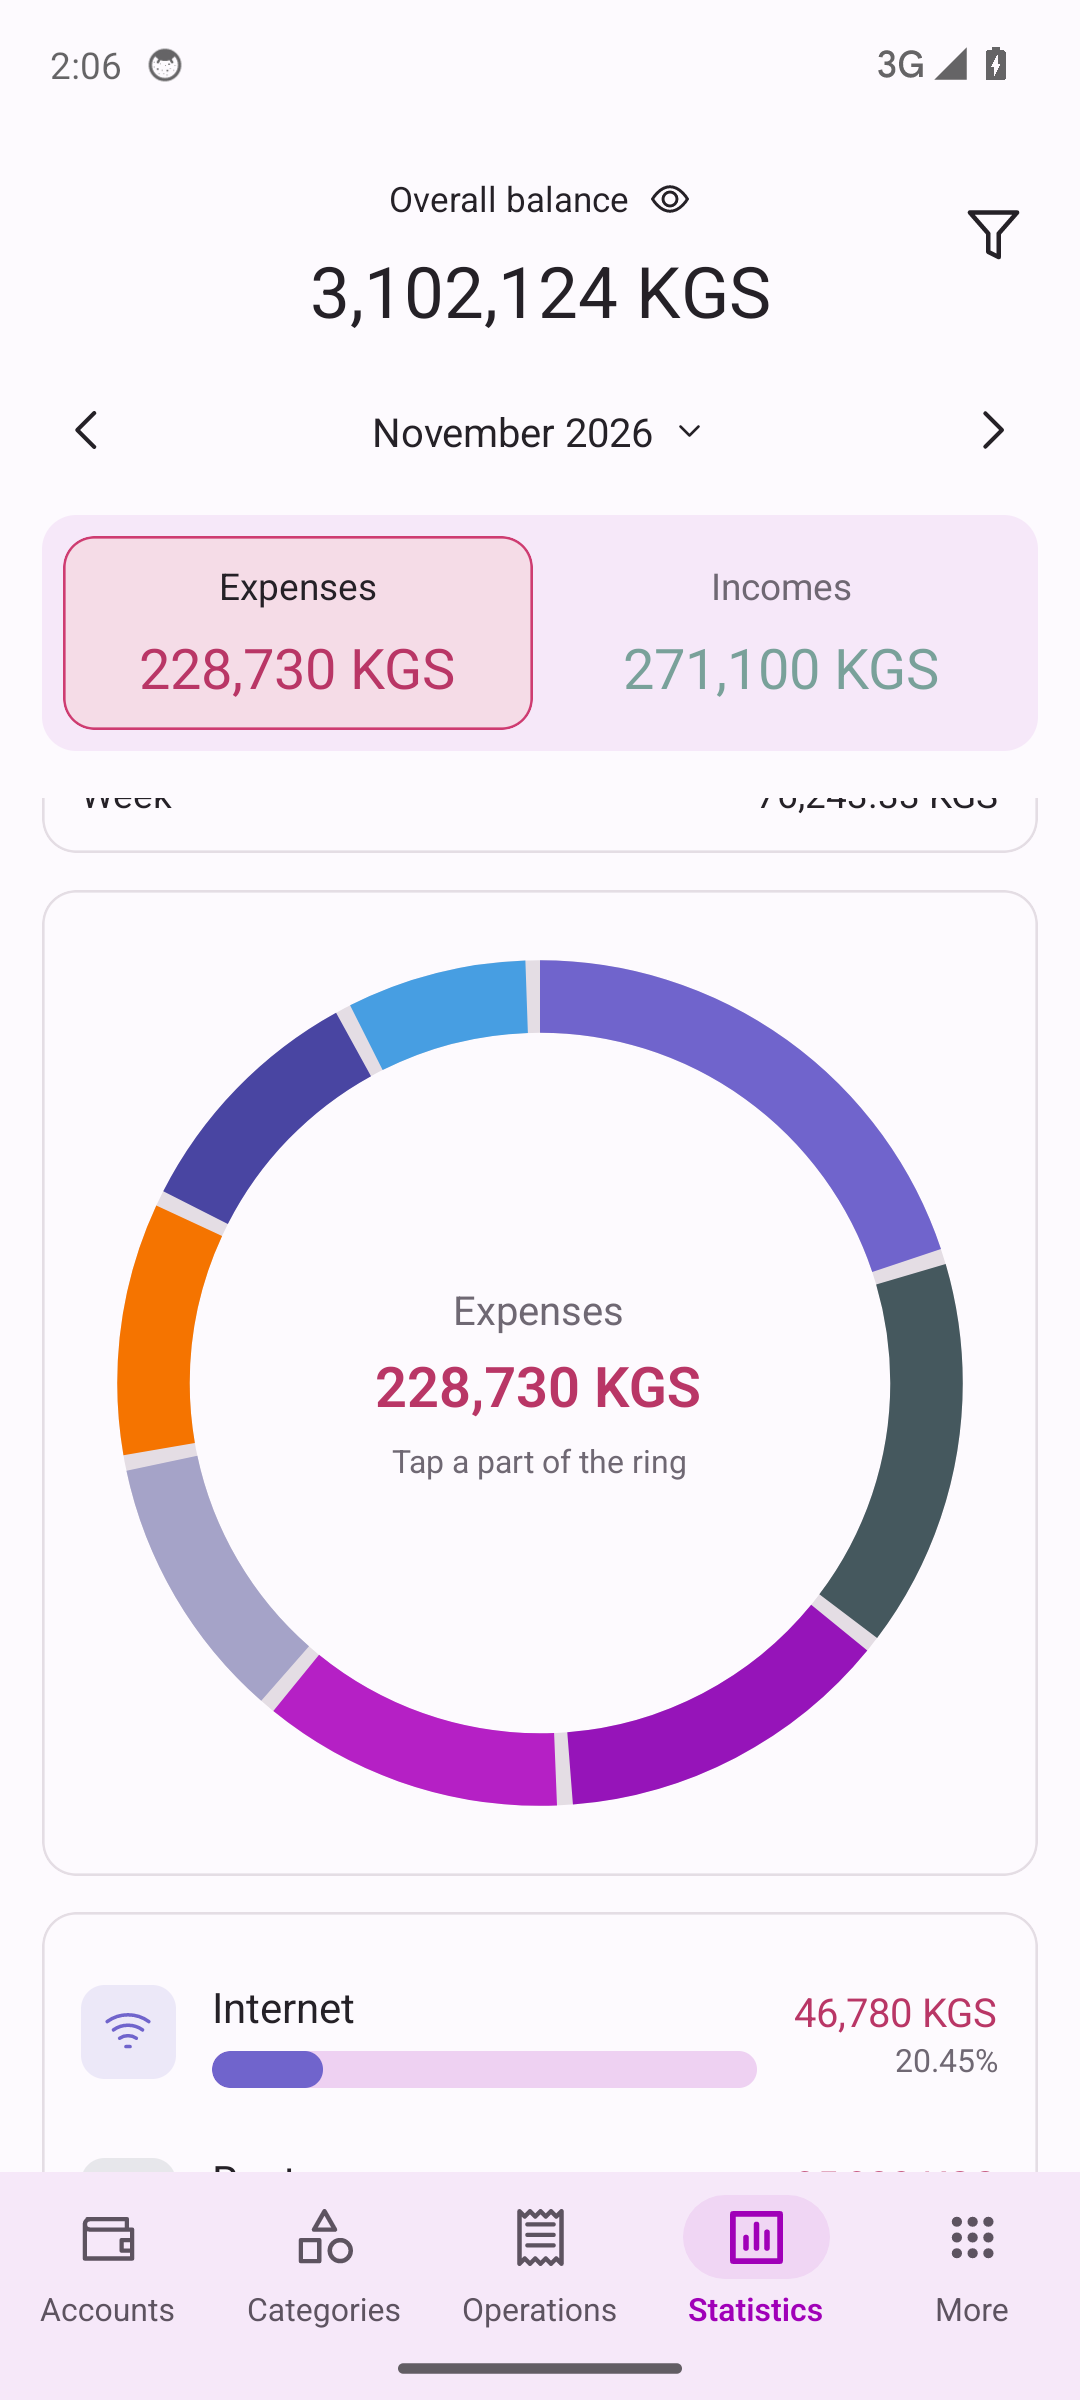 2:06
3G
Overall balance
3,102,124 KGS
November 2026
Expenses
228,730 KGS
Incomes
271,100 KGS
Week
Expenses
228,730 KGS
Tap a part of the ring
Internet
46,780 KGS
20.45%
Accounts
Categories
Operations
Statistics
More